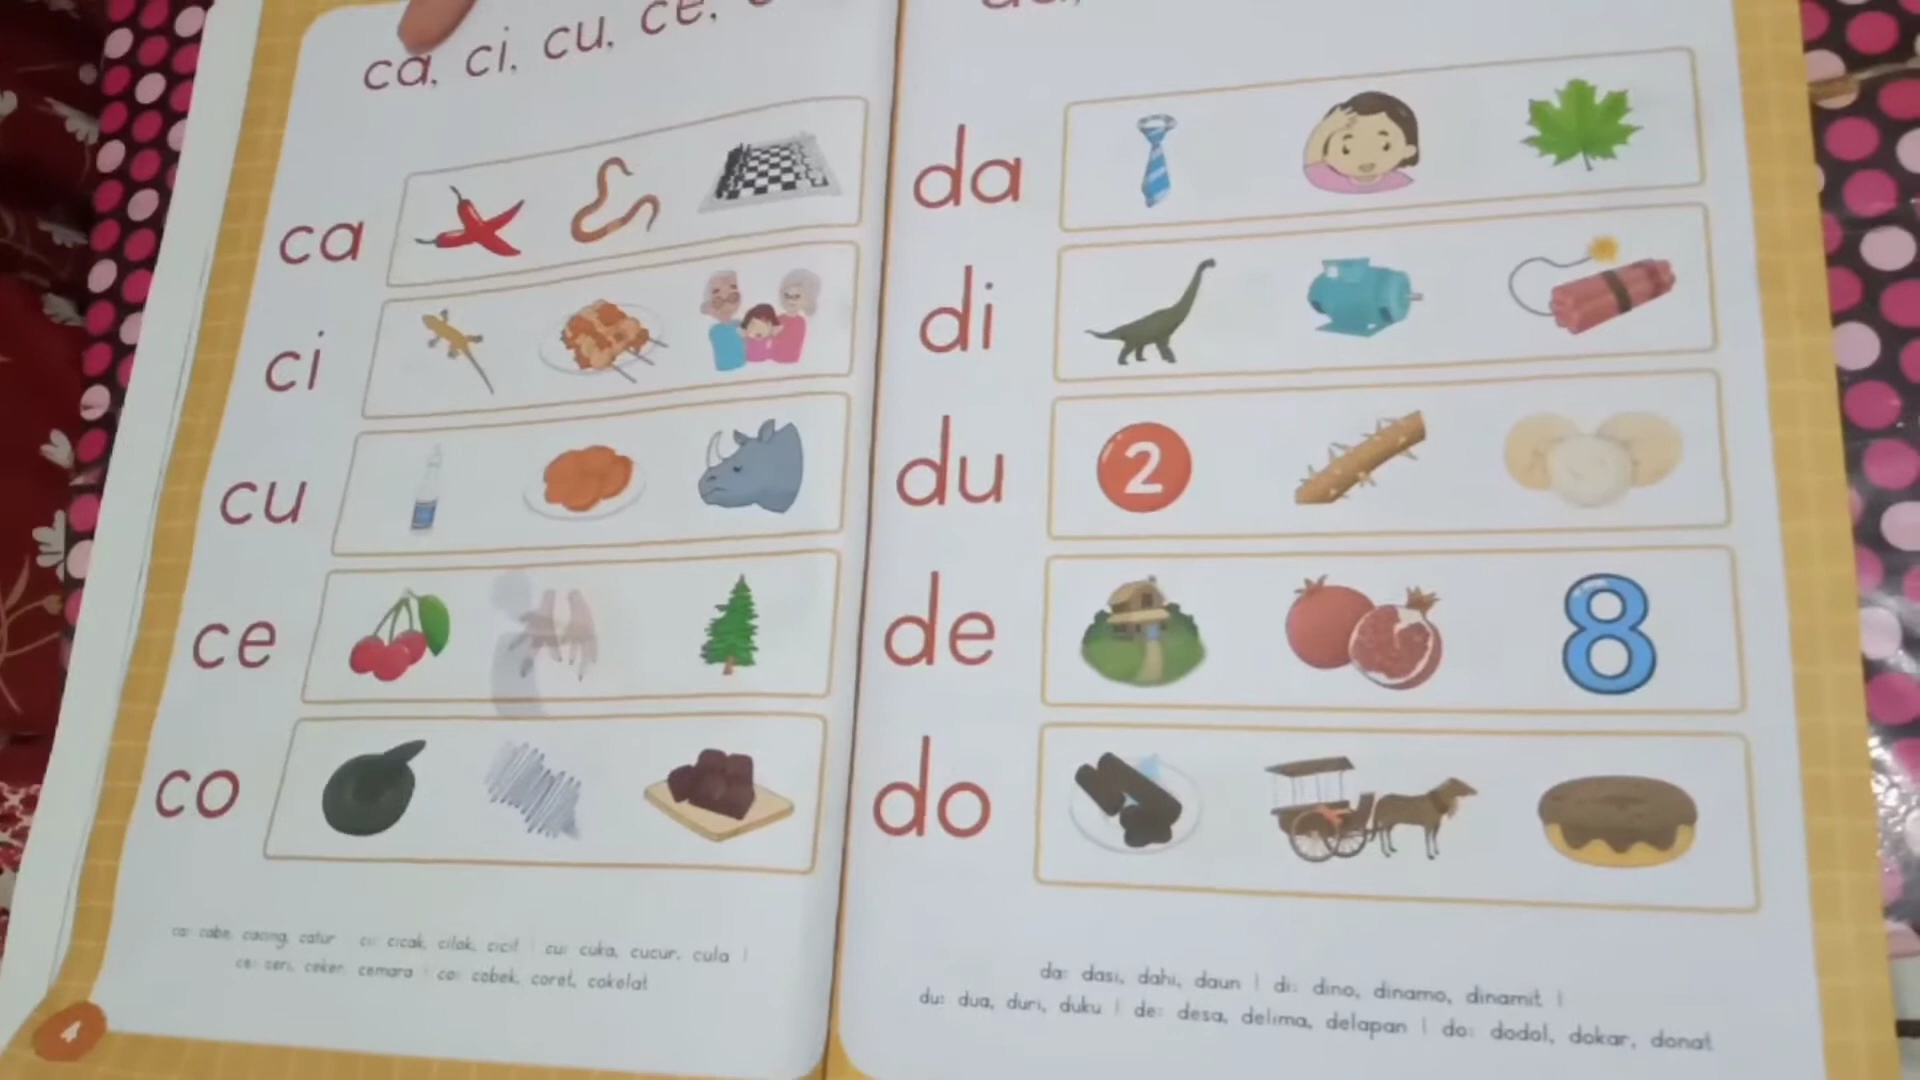 ca, ci, cu, ce,
ca
ci
cu
ce
co
ca: cabe, cacing, catur ci: cicak, cilok, cicit | cu: cuka, cucur, cula |
ce: ceri, ceker, cemara | co: cobek, coret, cokelat
4
da
di
du
2
de
8
do
da: dasi, dahi, daun | di: dino, dinamo, dinamit |
du: dua, duri, duku | de: desa, delima, delapan | do: dodol, dokar, donat